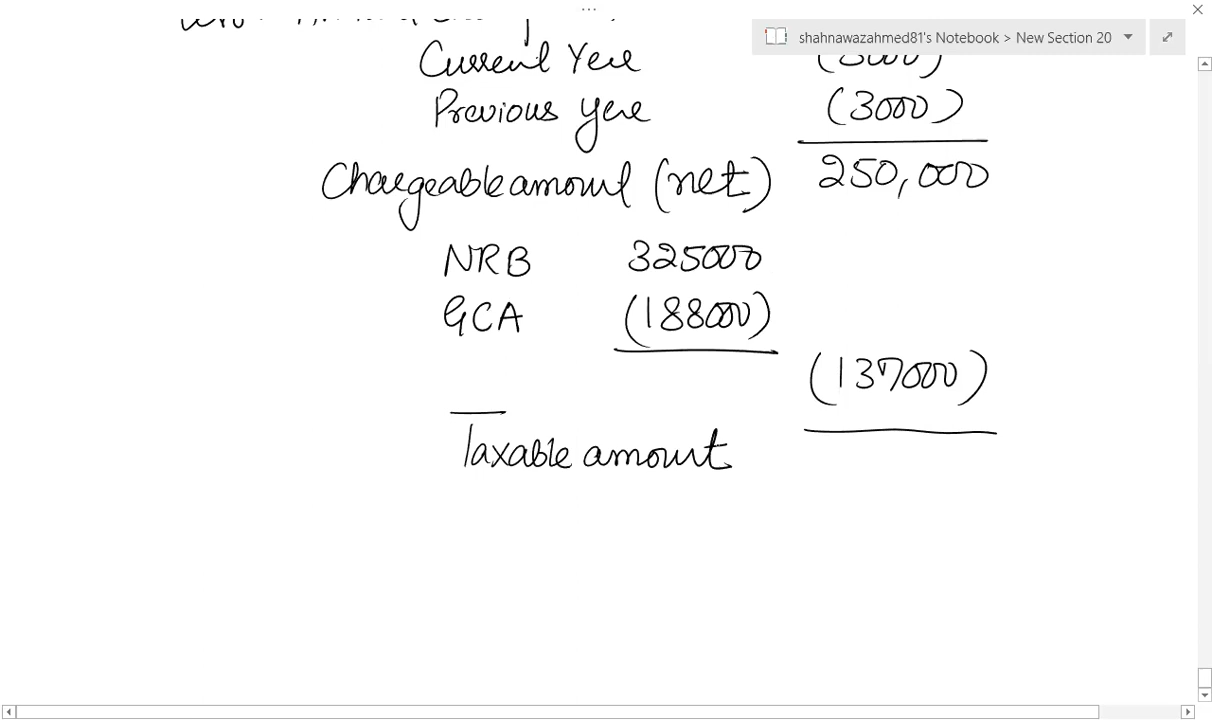 ...
shahnawazahmed81's Notebook > New Section 20
Current Year (3000)
Previous year (3000)
Chargeable amount (net) 250,000
NRB 325000
GCA (188000)
(137000)
Taxable amount